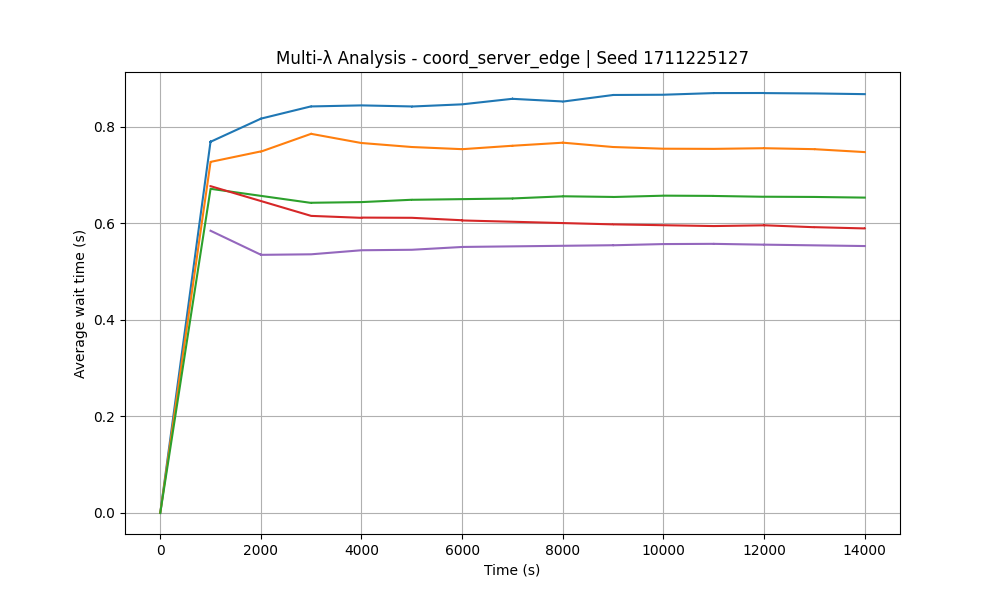 Multi-λ Analysis - coord_server_edge | Seed 1711225127
Average wait time (s)
0.8
0.6
0.4
0.2
0.0
0 2000 4000 6000 8000 10000 12000 14000
Time (s)